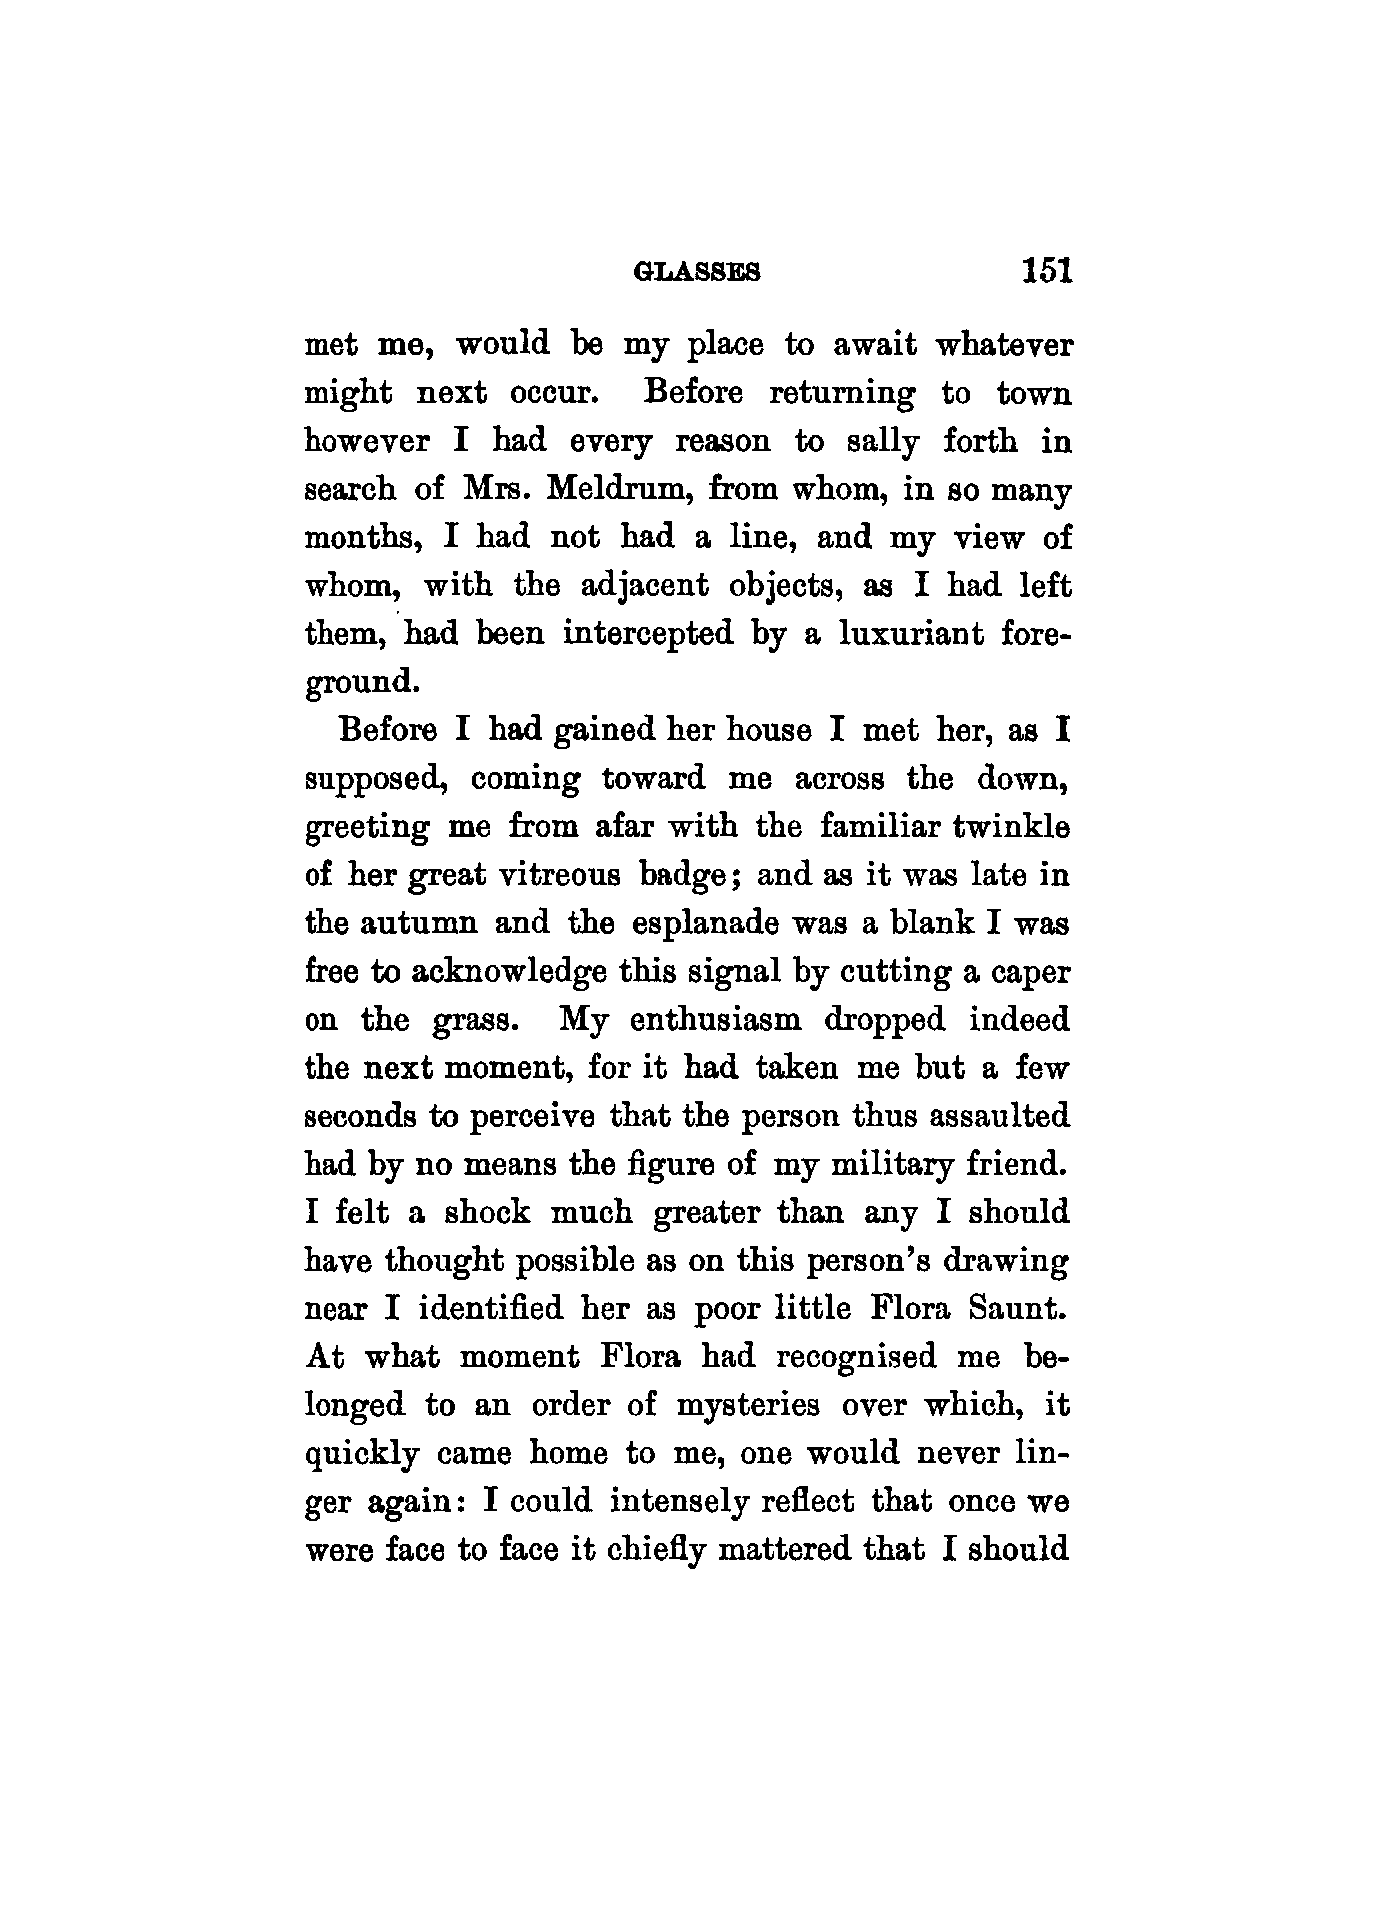 GLASSES 151
met me, would be my place to await whatever
might next occur. Before returning to town
however I had every reason to sally forth in
search of Mrs. Meldrum, from whom, in so many
months, I had not had a line, and my view of
whom, with the adjacent objects, as I had left
them, had been intercepted by a luxuriant fore-
ground.
Before I had gained her house I met her, as I
supposed, coming toward me across the down,
greeting me from afar with the familiar twinkle
of her great vitreous badge; and as it was late in
the autumn and the esplanade was a blank I was
free to acknowledge this signal by cutting a caper
on the grass. My enthusiasm dropped indeed
the next moment, for it had taken me but a few
seconds to perceive that the person thus assaulted
had by no means the figure of my military friend.
I felt a shock much greater than any I should
have thought possible as on this person's drawing
near I identified her as poor little Flora Saunt.
At what moment Flora had recognised me be-
longed to an order of mysteries over which, it
quickly came home to me, one would never lin-
ger again: I could intensely reflect that once we
were face to face it chiefly mattered that I should